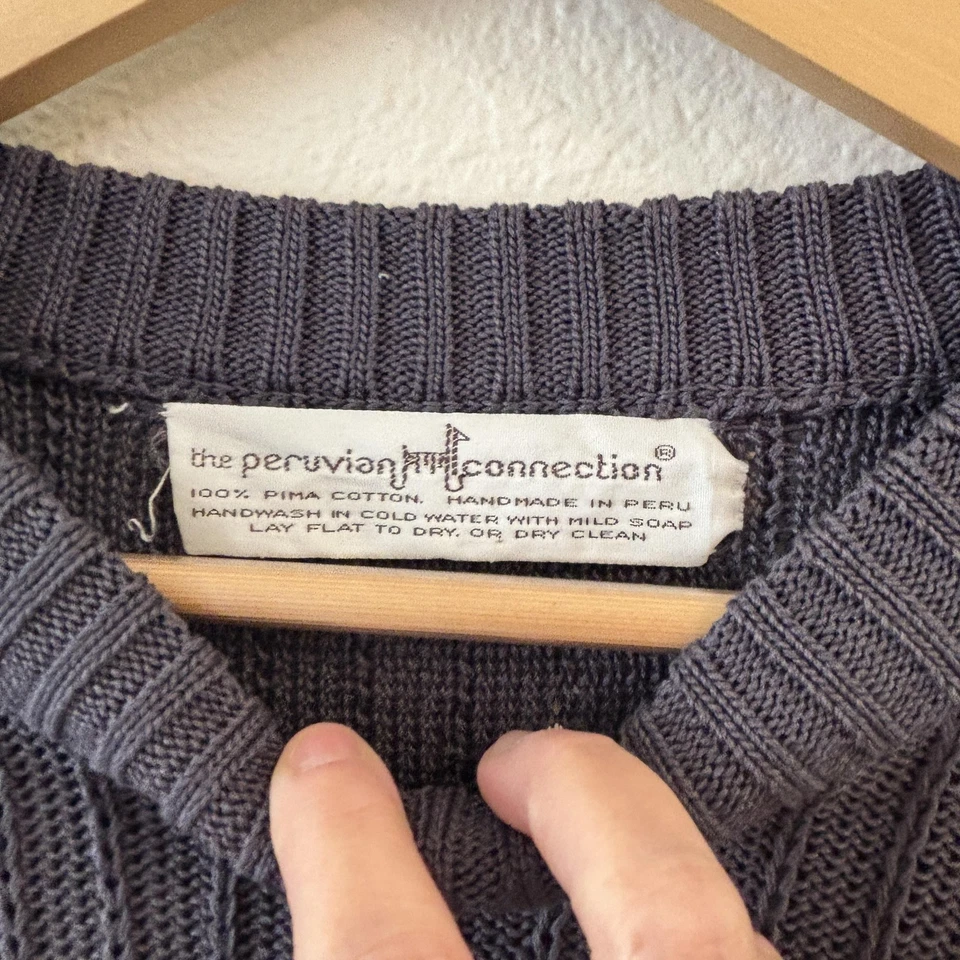 the peruvian connection®
100% PIMA COTTON. HANDMADE IN PERU
HANDWASH IN COLD WATER WITH MILD SOAP
LAY FLAT TO DRY. OR DRY CLEAN